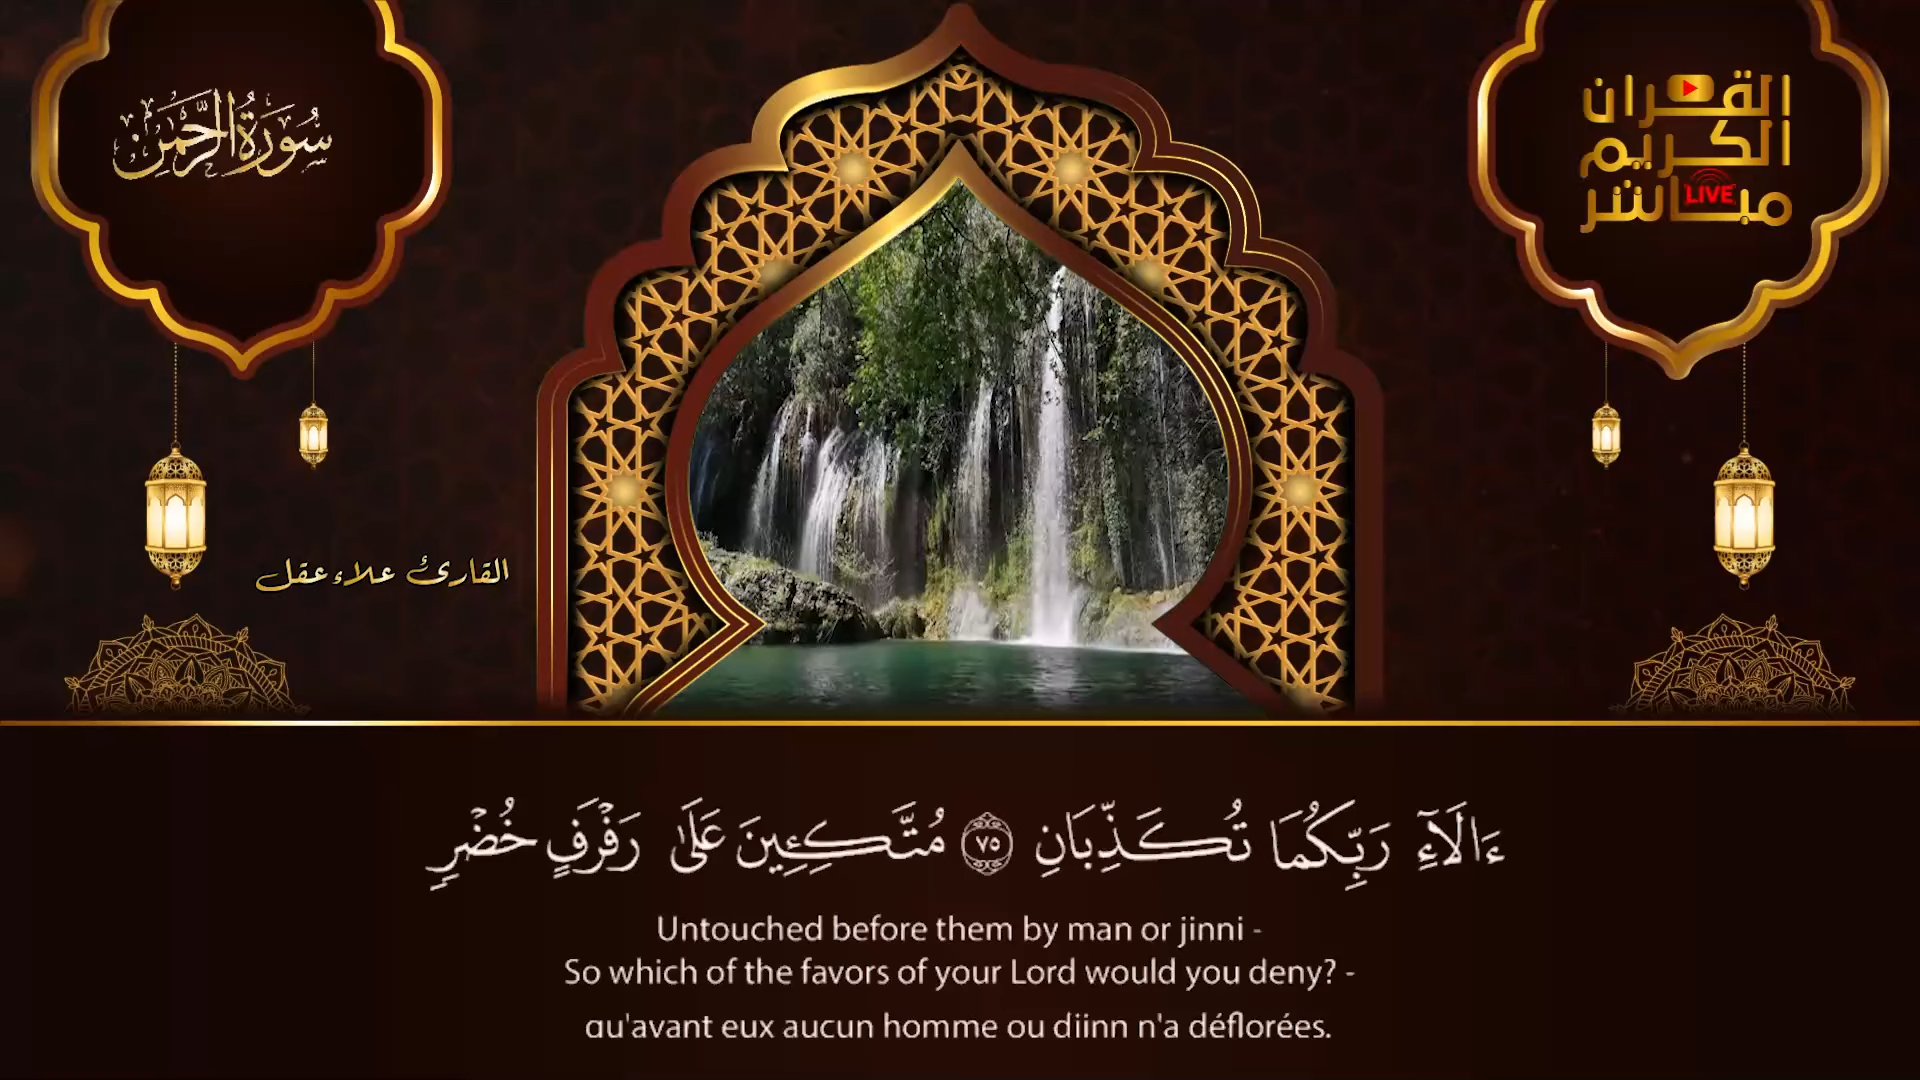 سُورَةُ الرَّحْمَٰن
القرآن
الكريم
مباشر
LIVE
القارئ علاء عقل
ءَالَآءِ رَبِّكُمَا تُكَذِّبَانِ ٧٥ مُتَّكِـِٔينَ عَلَىٰ رَفْرَفٍ خُضْرٍ
Untouched before them by man or jinni -
So which of the favors of your Lord would you deny? -
qu'avant eux aucun homme ou djinn n'a déflorées.